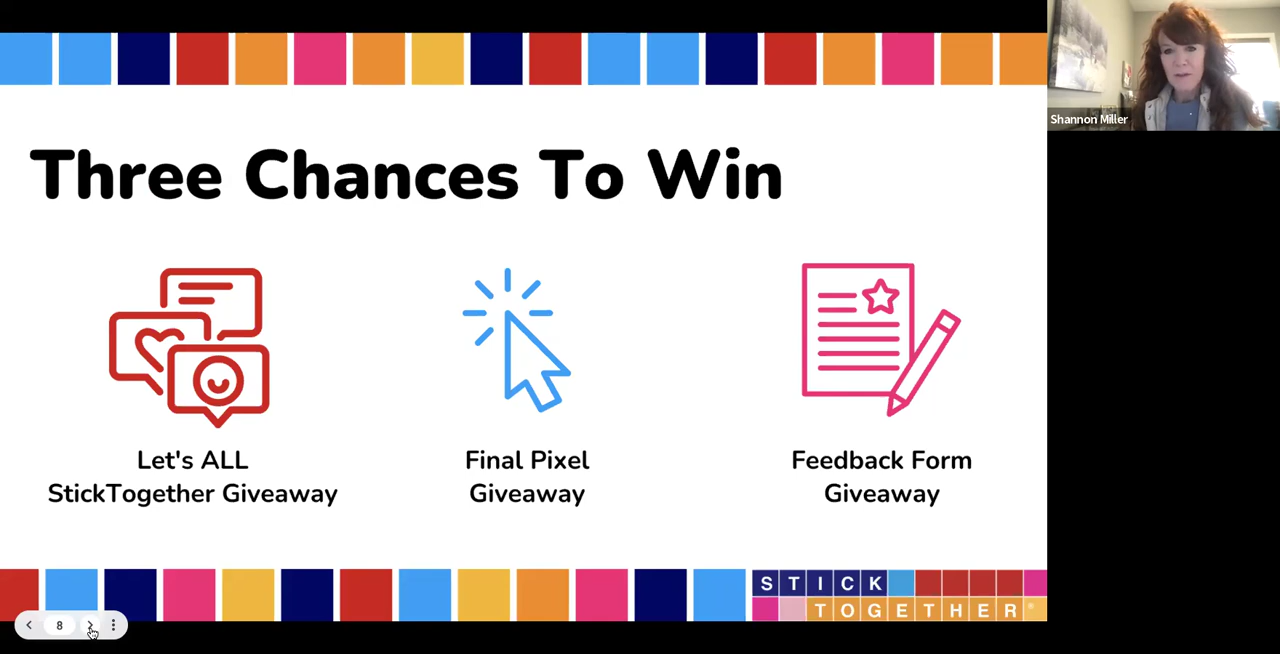 Three Chances To Win
Shannon Miller
Let's ALL
StickTogether Giveaway
Final Pixel
Giveaway
Feedback Form
Giveaway
STICK
TOGETHER®
8